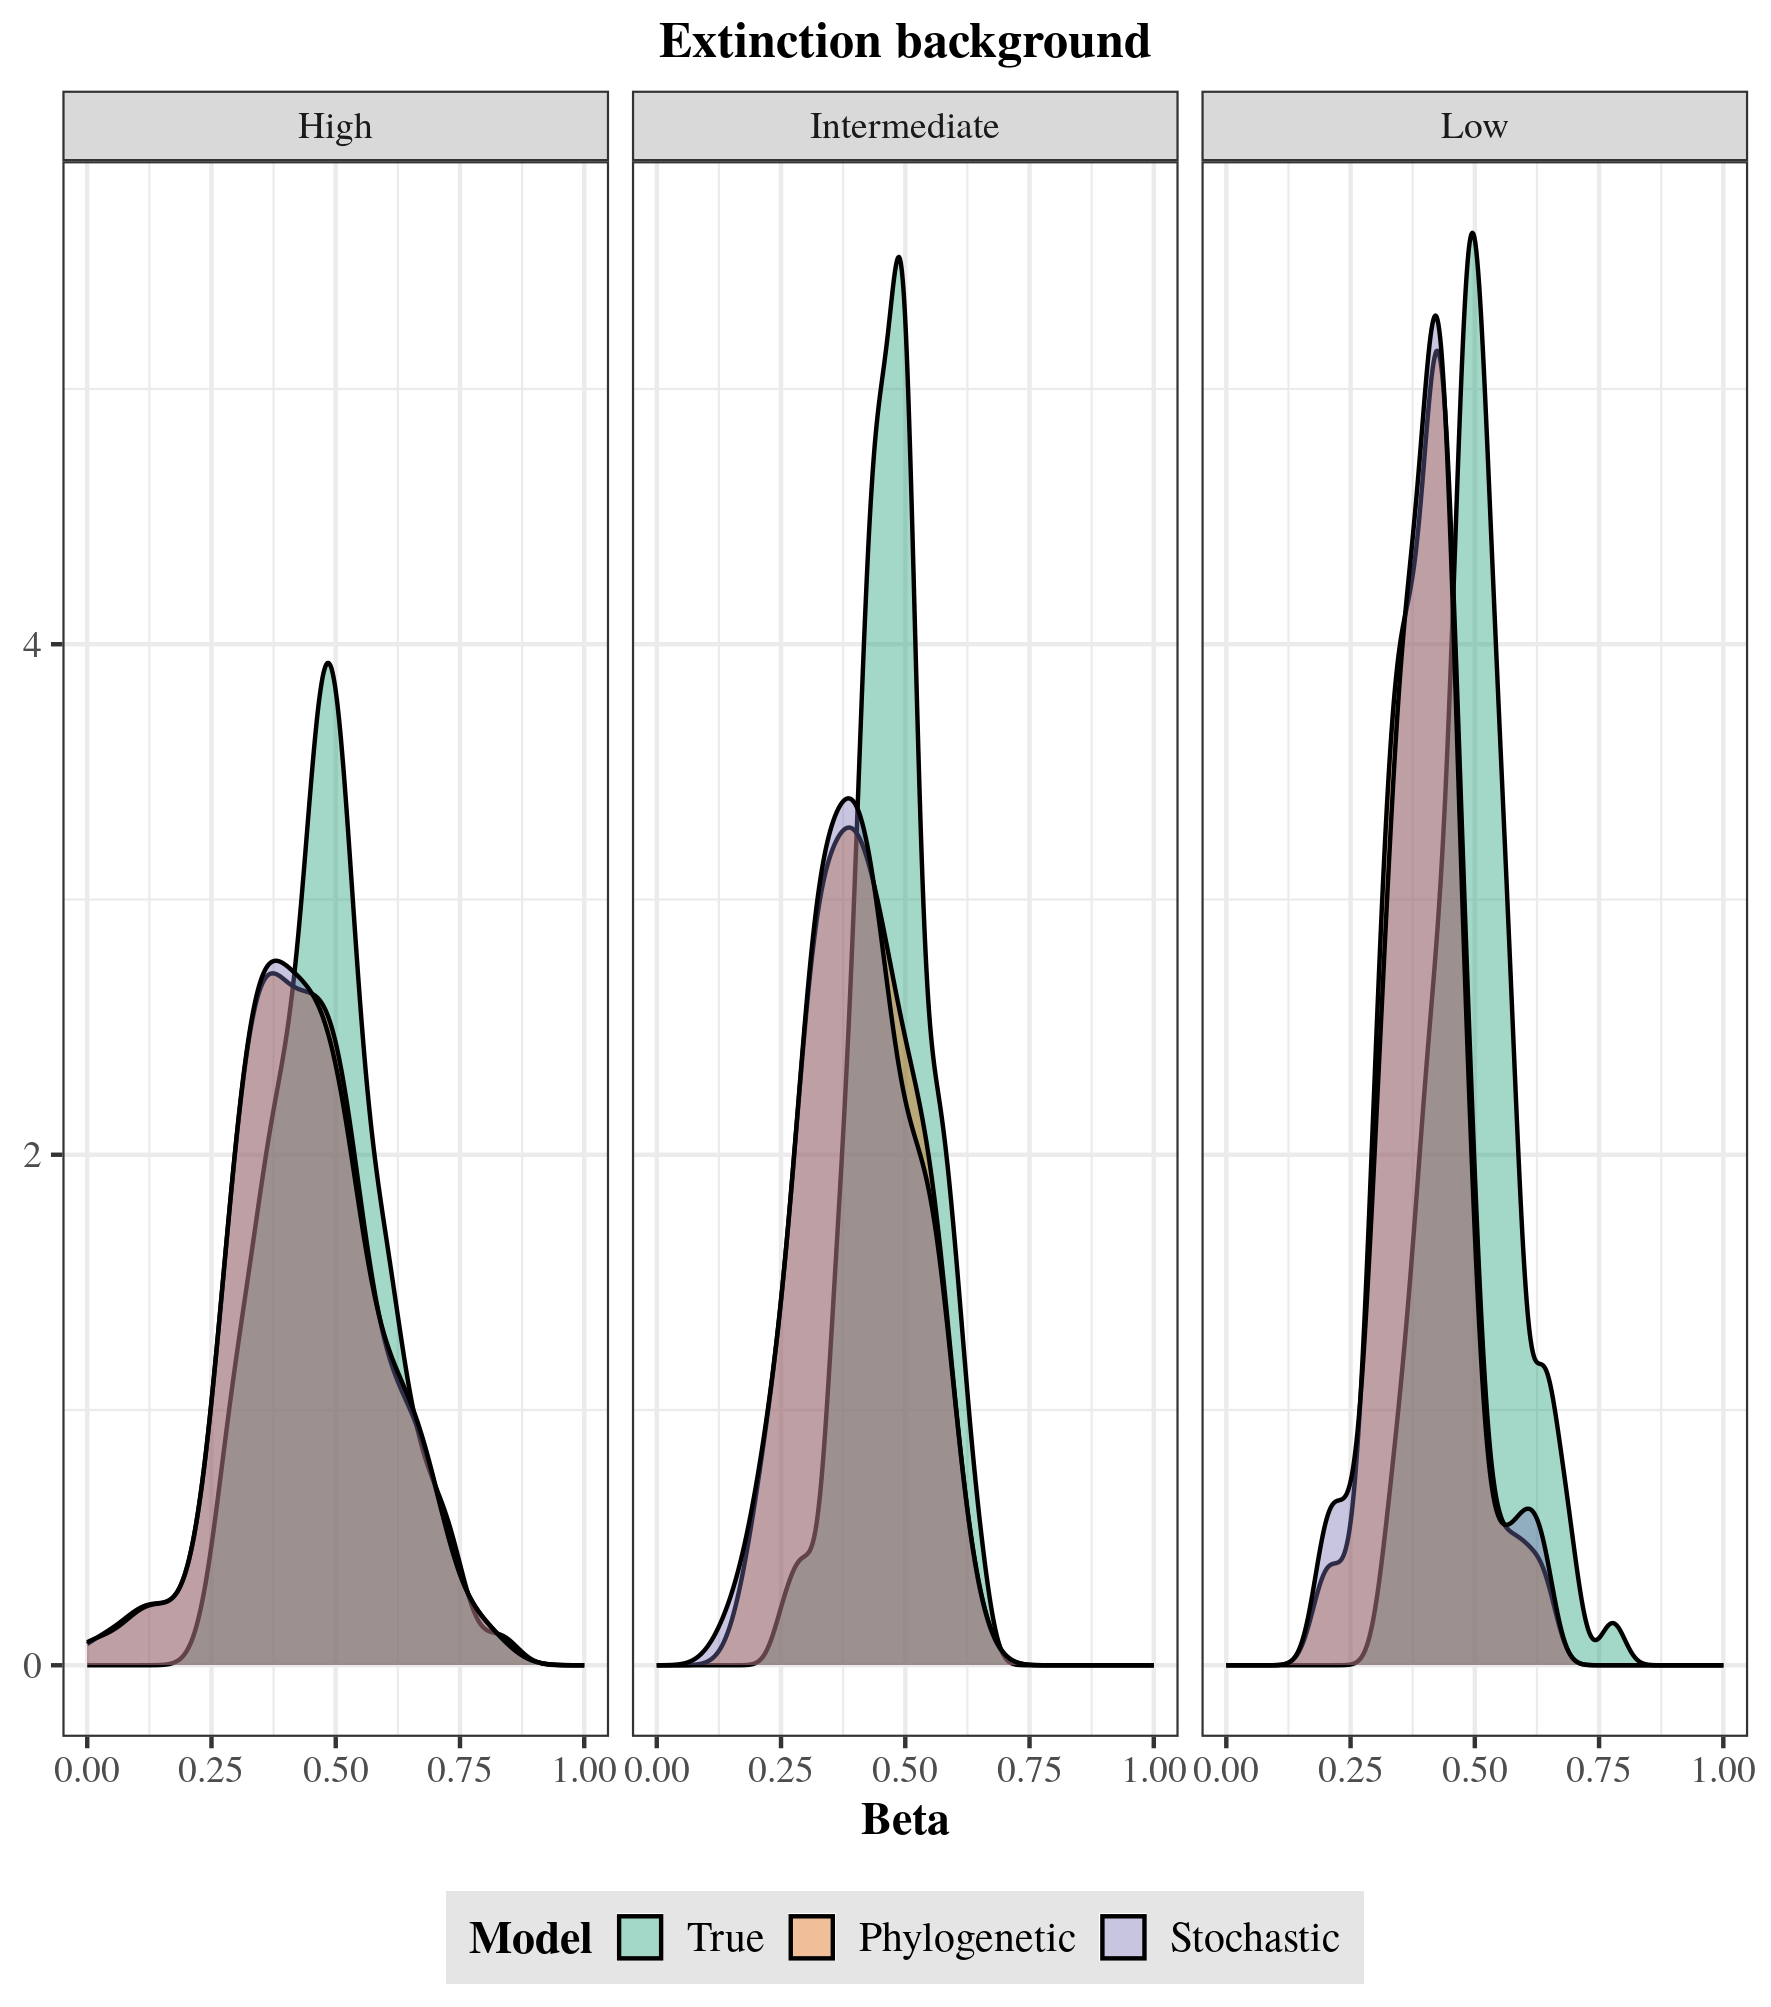 Extinction background
High Intermediate Low
4
2
0
0.00 0.25 0.50 0.75 1.00 0.00 0.25 0.50 0.75 1.00 0.00 0.25 0.50 0.75 1.00
Beta
Model True Phylogenetic Stochastic